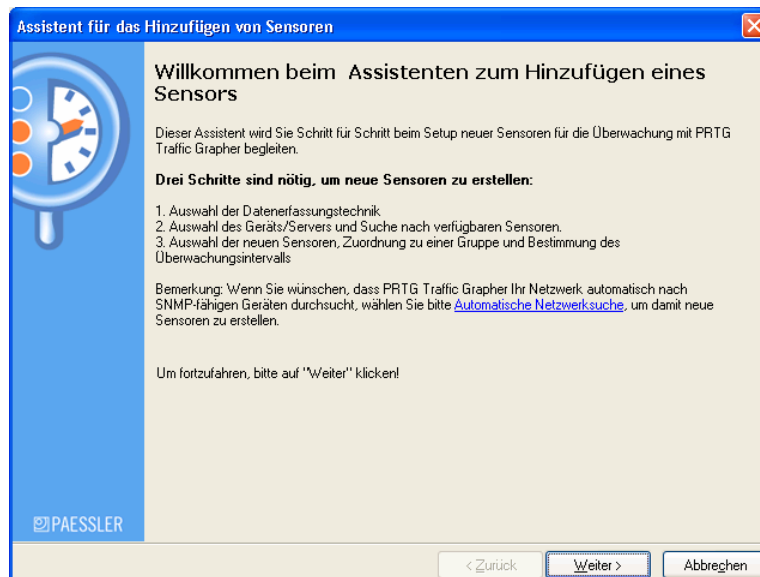 Assistent für das Hinzufügen von Sensoren
Willkommen beim Assistenten zum Hinzufügen eines
Sensors
Dieser Assistent wird Sie Schritt für Schritt beim Setup neuer Sensoren für die Überwachung mit PRTG
Traffic Grapher begleiten.
Drei Schritte sind nötig, um neue Sensoren zu erstellen:
1. Auswahl der Datenerfassungstechnik
2. Auswahl des Geräts/Servers und Suche nach verfügbaren Sensoren.
3. Auswahl der neuen Sensoren, Zuordnung zu einer Gruppe und Bestimmung des
Überwachungsintervalls
Bemerkung: Wenn Sie wünschen, dass PRTG Traffic Grapher Ihr Netzwerk automatisch nach
SNMP-fähigen Geräten durchsucht, wählen Sie bitte Automatische Netzwerksuche, um damit neue
Sensoren zu erstellen.
Um fortzufahren, bitte auf "Weiter" klicken!
PAESSLER
< Zurück
Weiter >
Abbrechen